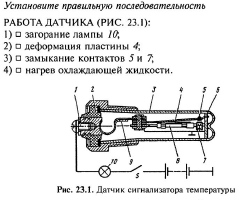 Установите правильную последовательность
РАБОТА ДАТЧИКА (РИС. 23.1):
1) □ загорание лампы 10;
2) □ деформация пластины 4;
3) □ замыкание контактов 5 и 7;
4) □ нагрев охлаждающей жидкости.
1 2 3 4 5 6
10 6 9 8 7
Рис. 23.1. Датчик сигнализатора температуры